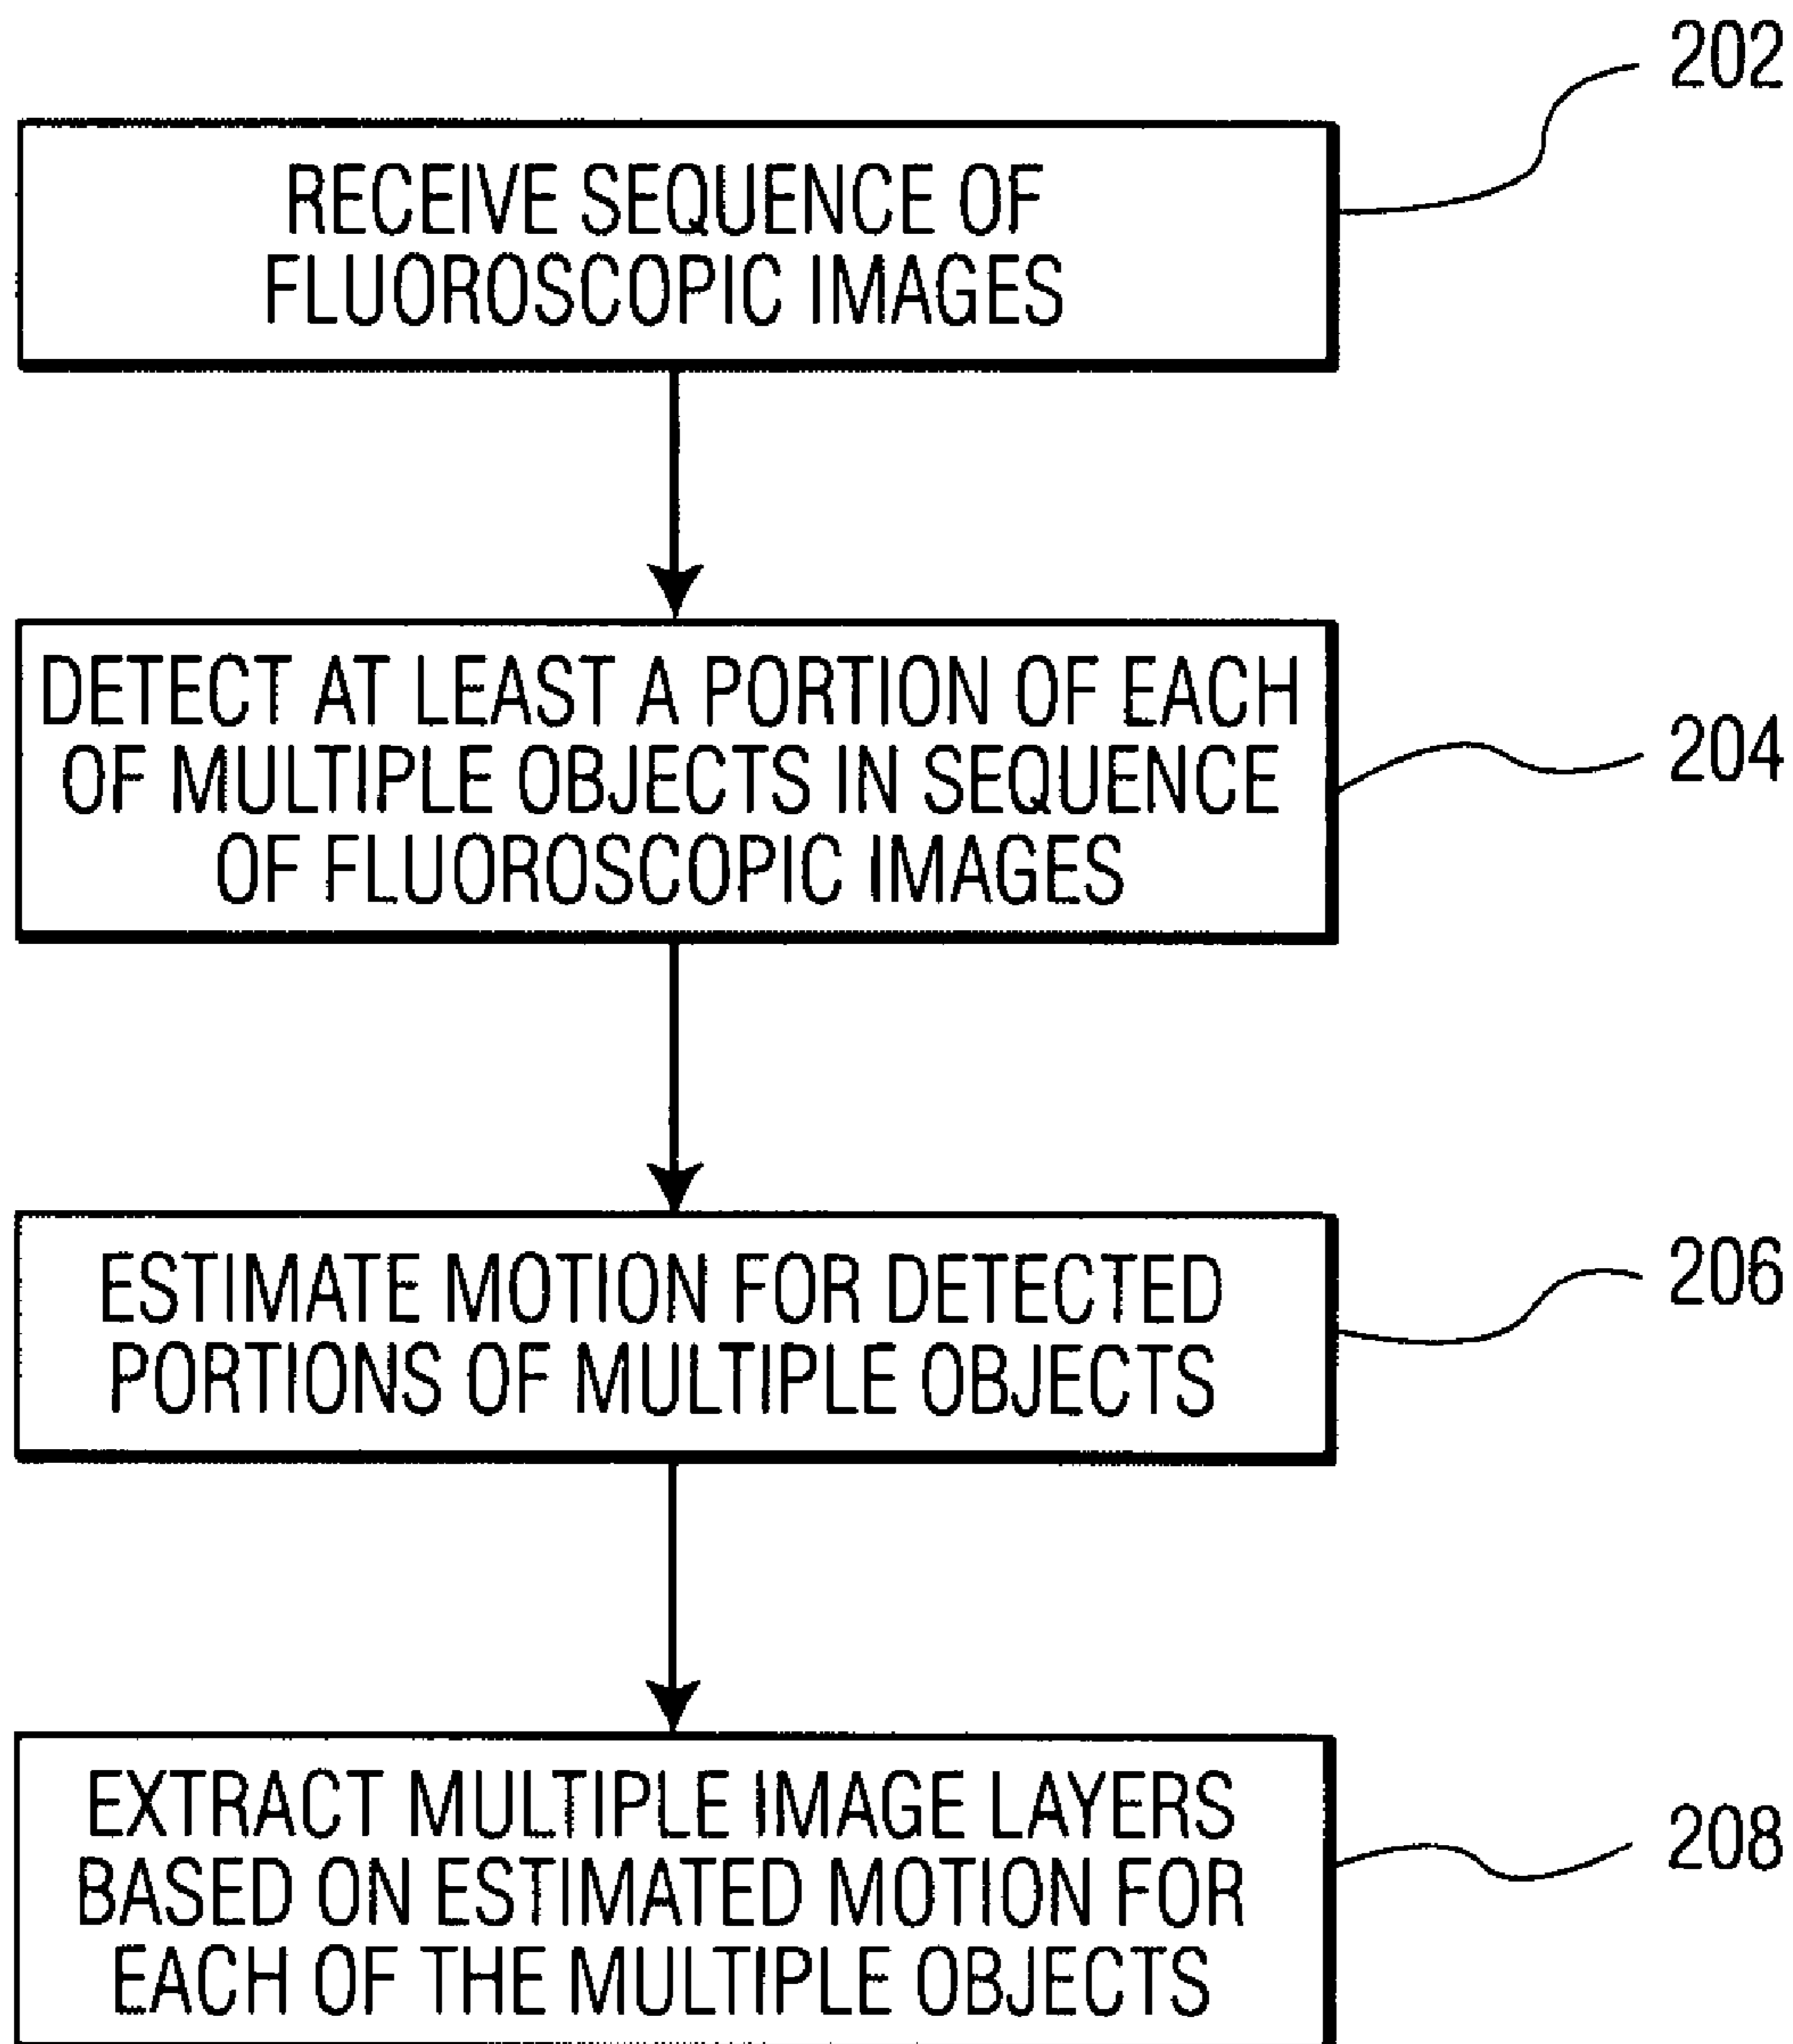 202
RECEIVE SEQUENCE OF
FLUOROSCOPIC IMAGES
DETECT AT LEAST A PORTION OF EACH
OF MULTIPLE OBJECTS IN SEQUENCE
OF FLUOROSCOPIC IMAGES
204
ESTIMATE MOTION FOR DETECTED
PORTIONS OF MULTIPLE OBJECTS
206
EXTRACT MULTIPLE IMAGE LAYERS
BASED ON ESTIMATED MOTION FOR
EACH OF THE MULTIPLE OBJECTS
208